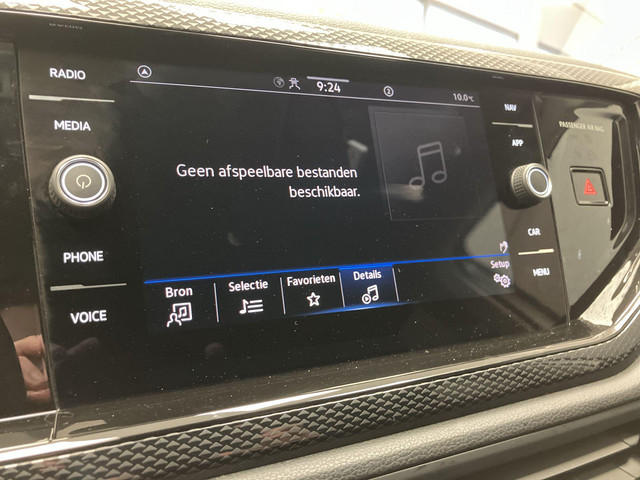 RADIO
MEDIA
PHONE
VOICE
9:24
2
10.0°C
Geen afspeelbare bestanden
beschikbaar.
Bron
Selectie
Favorieten
Details
Setup
NAV
APP
CAR
MENU
PASSENGER AIR BAG